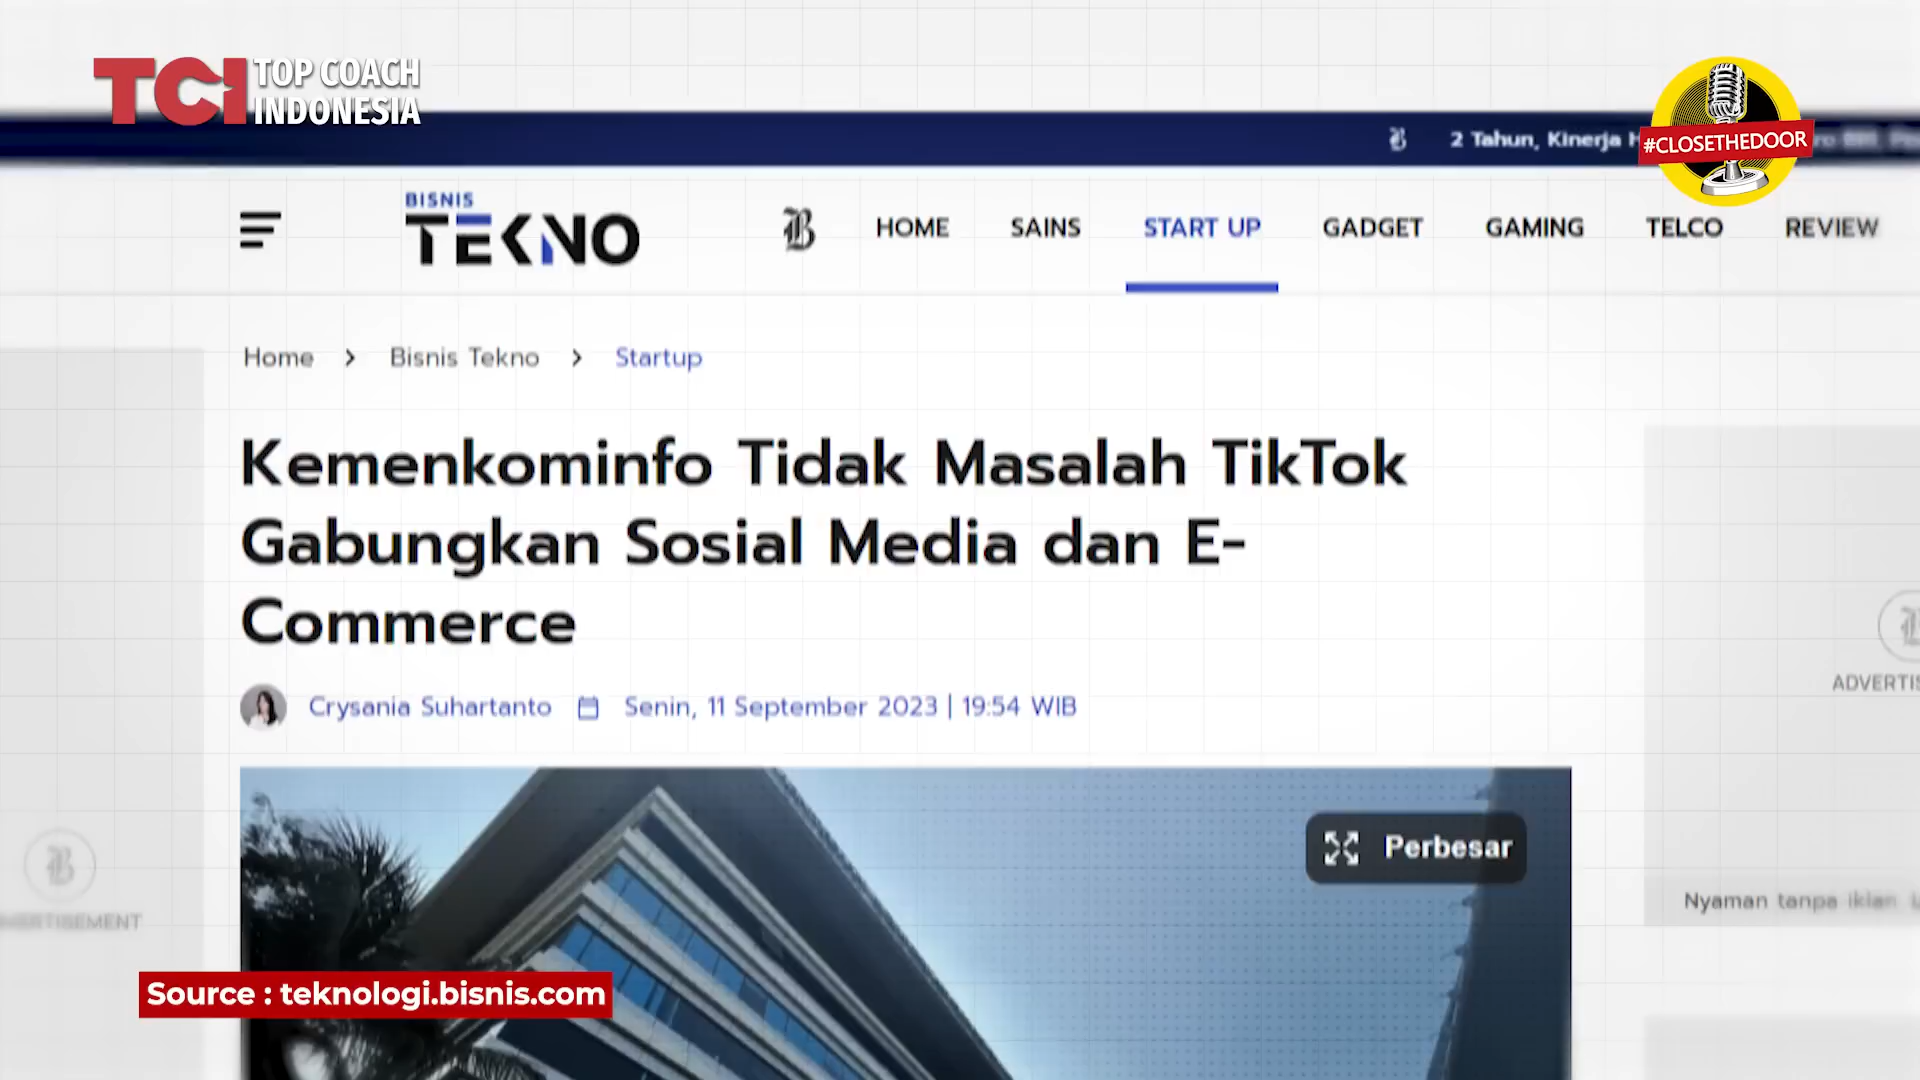 TCI TOP COACH
INDONESIA
2 Tahun, Kinerja
#CLOSETHEDOOR
BISNIS
TEKNO
HOME SAINS START UP GADGET GAMING TELCO REVIEW
Home > Bisnis Tekno > Startup
Kemenkominfo Tidak Masalah TikTok
Gabungkan Sosial Media dan E-
Commerce
Crysania Suhartanto Senin, 11 September 2023 | 19:54 WIB
Perbesar
Nyaman tanpa iklan.
Source : teknologi.bisnis.com